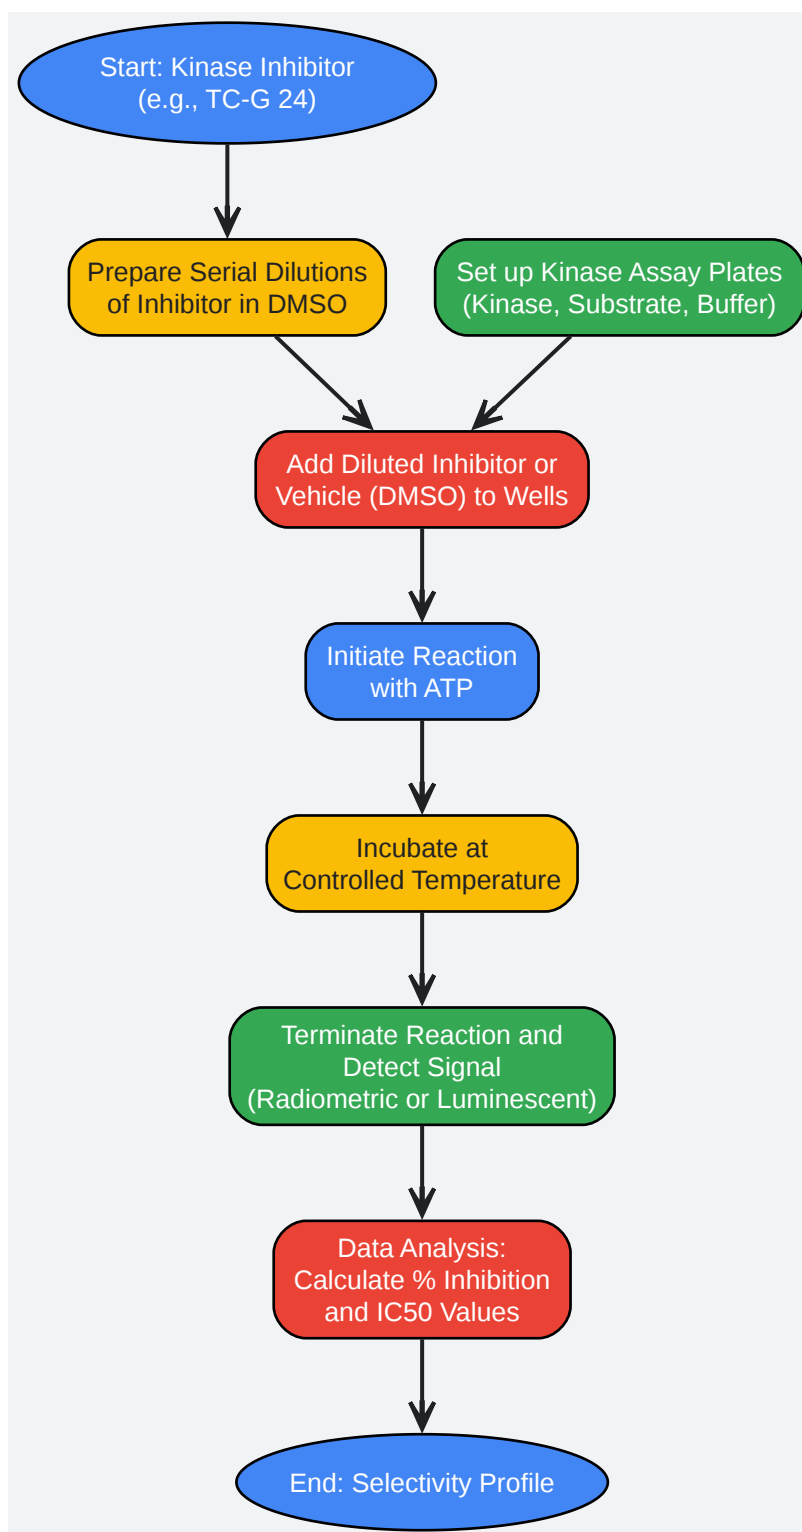 Start: Kinase Inhibitor
(e.g., TC-G 24)
Prepare Serial Dilutions
of Inhibitor in DMSO
Set up Kinase Assay Plates
(Kinase, Substrate, Buffer)
Add Diluted Inhibitor or
Vehicle (DMSO) to Wells
Initiate Reaction
with ATP
Incubate at
Controlled Temperature
Terminate Reaction and
Detect Signal
(Radiometric or Luminescent)
Data Analysis:
Calculate % Inhibition
and IC50 Values
End: Selectivity Profile